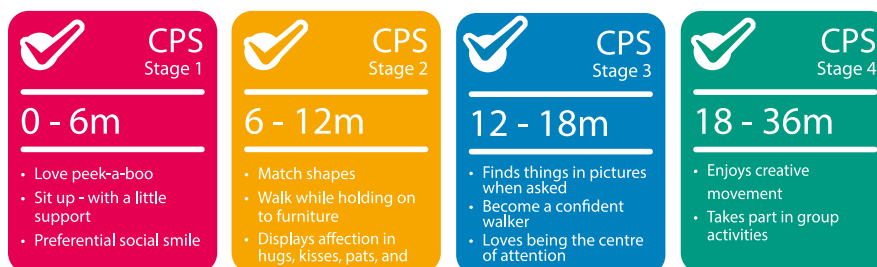 CPS
Stage 1
0 - 6m
• Love peek-a-boo
• Sit up - with a little
support
• Preferential social smile
CPS
Stage 2
6 - 12m
• Match shapes
• Walk while holding on
to furniture
• Displays affection in
hugs, kisses, pats, and
CPS
Stage 3
12 - 18m
• Finds things in pictures
when asked
• Become a confident
walker
• Loves being the centre
of attention
CPS
Stage 4
18 - 36m
• Enjoys creative
movement
• Takes part in group
activities